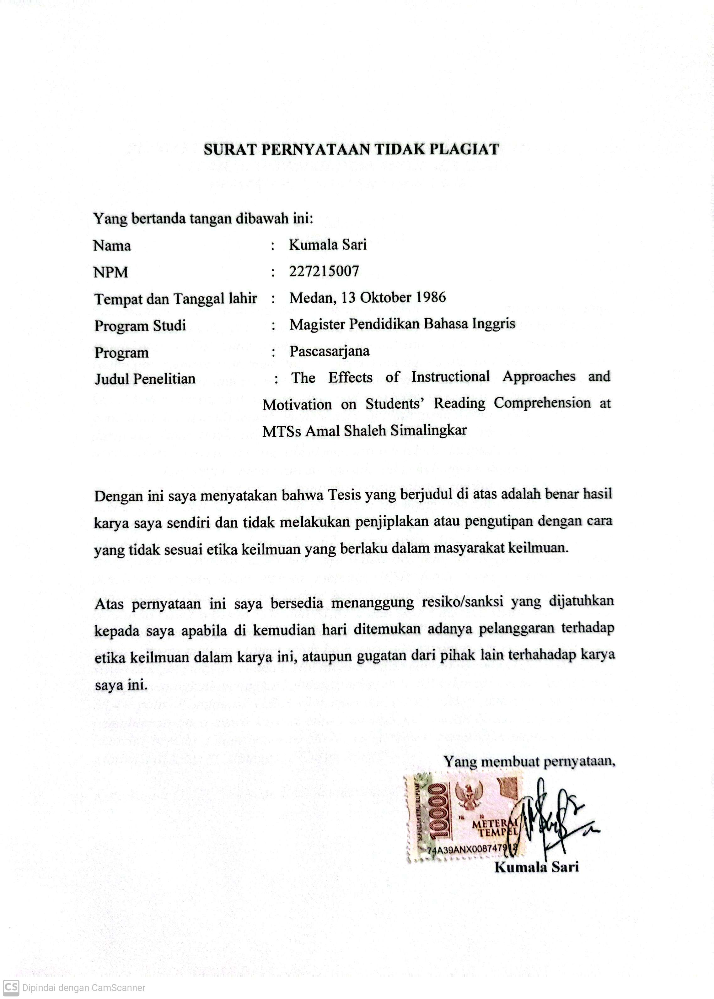 SURAT PERNYATAAN TIDAK PLAGIAT
Yang bertanda tangan dibawah ini:
Nama : Kumala Sari
NPM : 227215007
Tempat dan Tanggal lahir : Medan, 13 Oktober 1986
Program Studi : Magister Pendidikan Bahasa Inggris
Program : Pascasarjana
Judul Penelitian : The Effects of Instructional Approaches and
Motivation on Students’ Reading Comprehension at
MTSs Amal Shaleh Simalingkar
Dengan ini saya menyatakan bahwa Tesis yang berjudul di atas adalah benar hasil
karya saya sendiri dan tidak melakukan penjiplakan atau pengutipan dengan cara
yang tidak sesuai etika keilmuan yang berlaku dalam masyarakat keilmuan.
Atas pernyataan ini saya bersedia menanggung resiko/sanksi yang dijatuhkan
kepada saya apabila di kemudian hari ditemukan adanya pelanggaran terhadap
etika keilmuan dalam karya ini, ataupun gugatan dari pihak lain terhahadap karya
saya ini.
Yang membuat pernyataan,
SEPULUH RIBU RUPIAH
10000
TGL 20
METERAI
TEMPEL
74A39ANX008747912
Kumala Sari
CS Dipindai dengan CamScanner